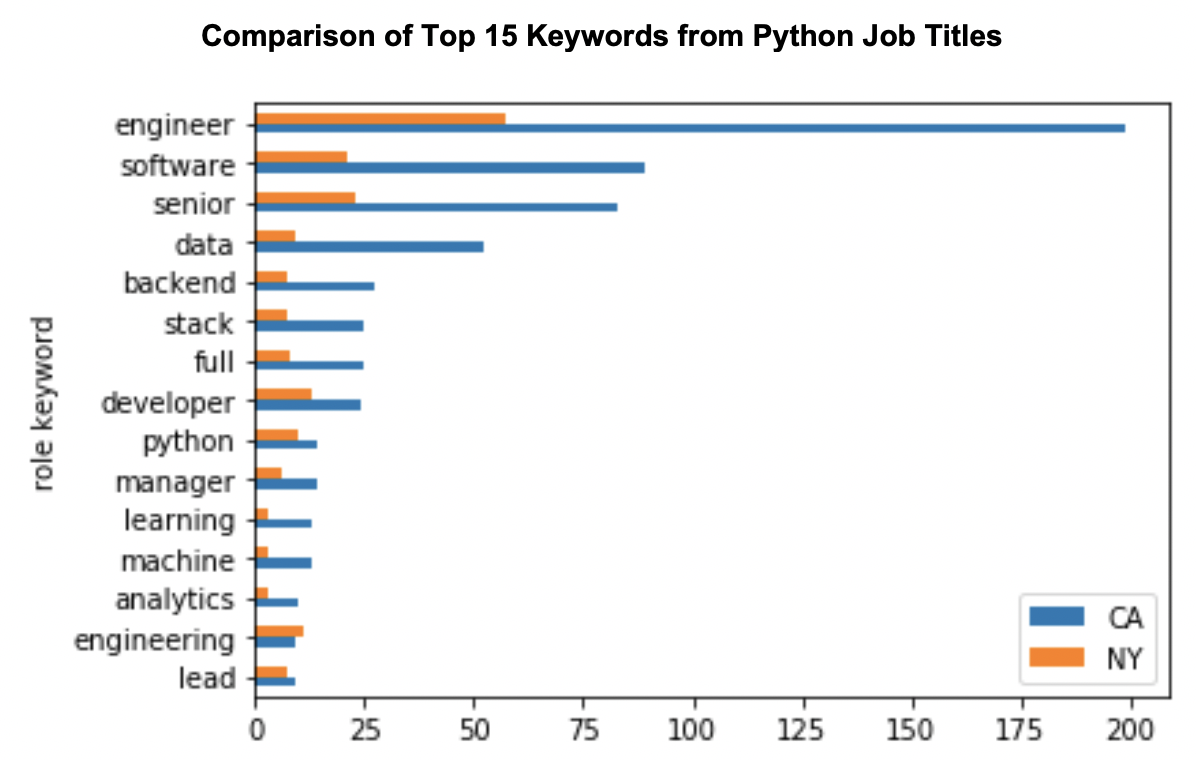 Comparison of Top 15 Keywords from Python Job Titles
role keyword
engineer
software
senior
data
backend
stack
full
developer
python
manager
learning
machine
analytics
engineering
lead
CA
NY
0 25 50 75 100 125 150 175 200